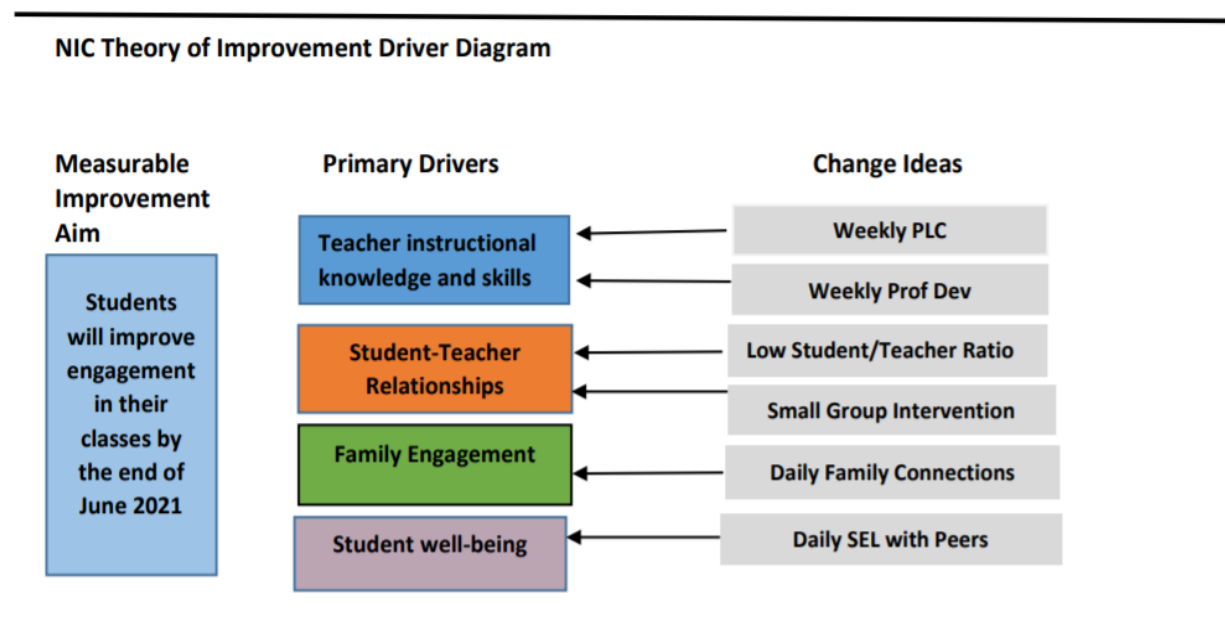 NIC Theory of Improvement Driver Diagram
Measurable
Improvement
Aim
Students
will improve
engagement
in their
classes by
the end of
June 2021
Primary Drivers
Teacher instructional
knowledge and skills
Student-Teacher
Relationships
Family Engagement
Student well-being
Change Ideas
Weekly PLC
Weekly Prof Dev
Low Student/Teacher Ratio
Small Group Intervention
Daily Family Connections
Daily SEL with Peers